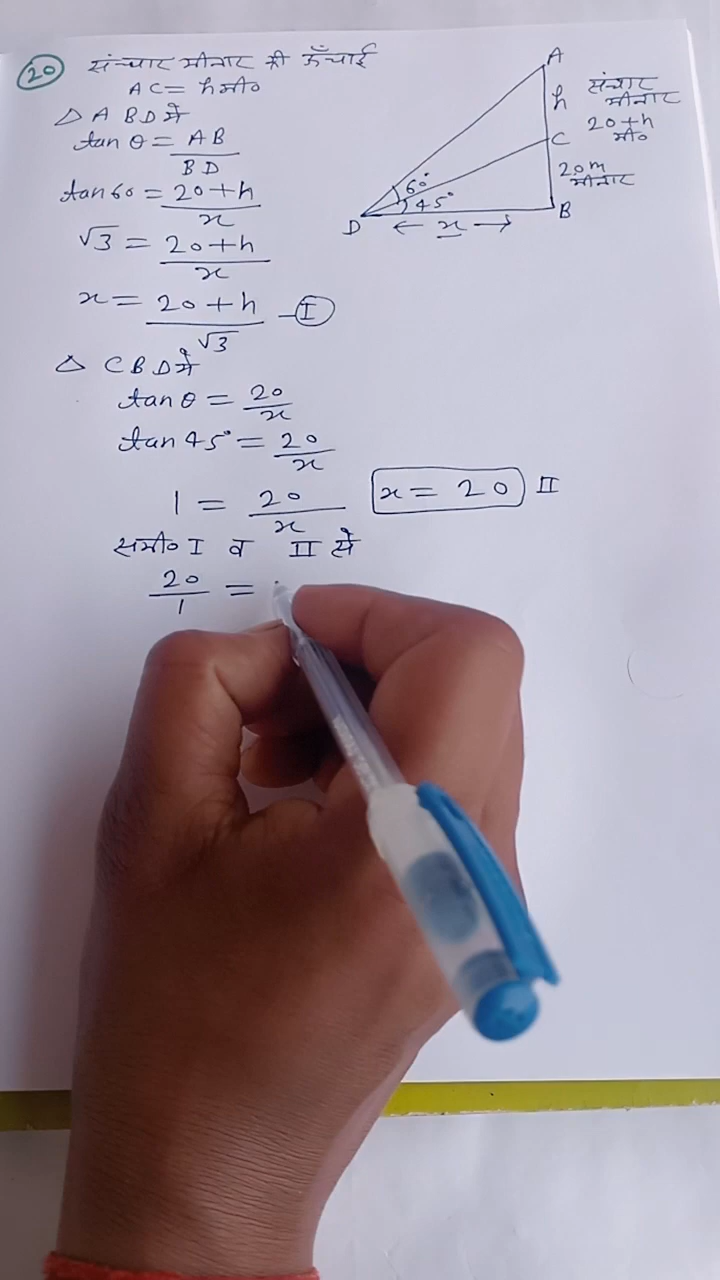 20 संचार मीनार की ऊँचाई
AC = h मी०
△ ABD में
tan θ = AB / BD
tan 60 = 20+h / x
√3 = 20+h / x
x = 20+h / √3 — I
△ CBD में
tan θ = 20 / x
tan 45° = 20 / x
1 = 20 / x x = 20 II
समी० I व II से
20 / 1 =
A
h संचार मीनार
20+h मी०
C
20m मीनार
60°
45°
D ← x → B